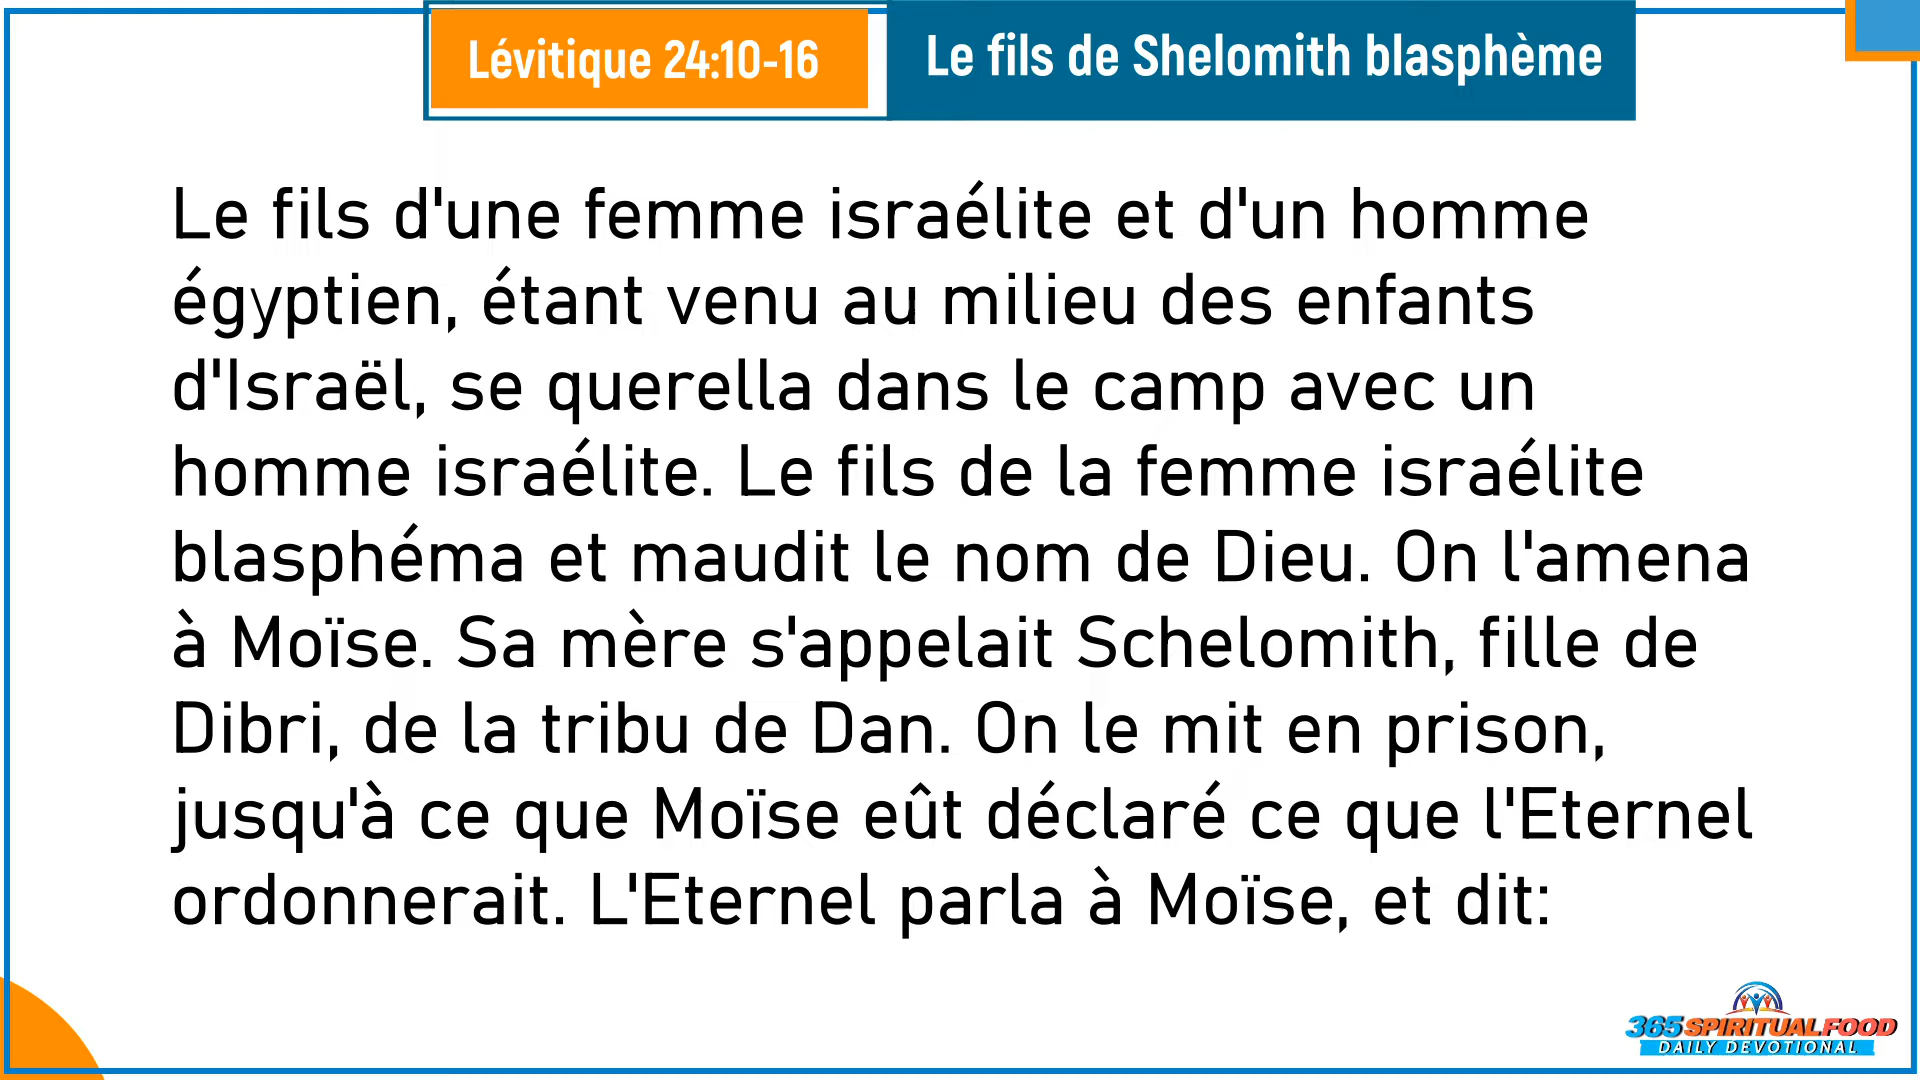 Lévitique 24:10-16
Le fils de Shelomith blasphème
Le fils d'une femme israélite et d'un homme
égyptien, étant venu au milieu des enfants
d'Israël, se querella dans le camp avec un
homme israélite. Le fils de la femme israélite
blasphéma et maudit le nom de Dieu. On l'amena
à Moïse. Sa mère s'appelait Schelomith, fille de
Dibri, de la tribu de Dan. On le mit en prison,
jusqu'à ce que Moïse eût déclaré ce que l'Eternel
ordonnerait. L'Eternel parla à Moïse, et dit:
365 SPIRITUAL FOOD
DAILY DEVOTIONAL